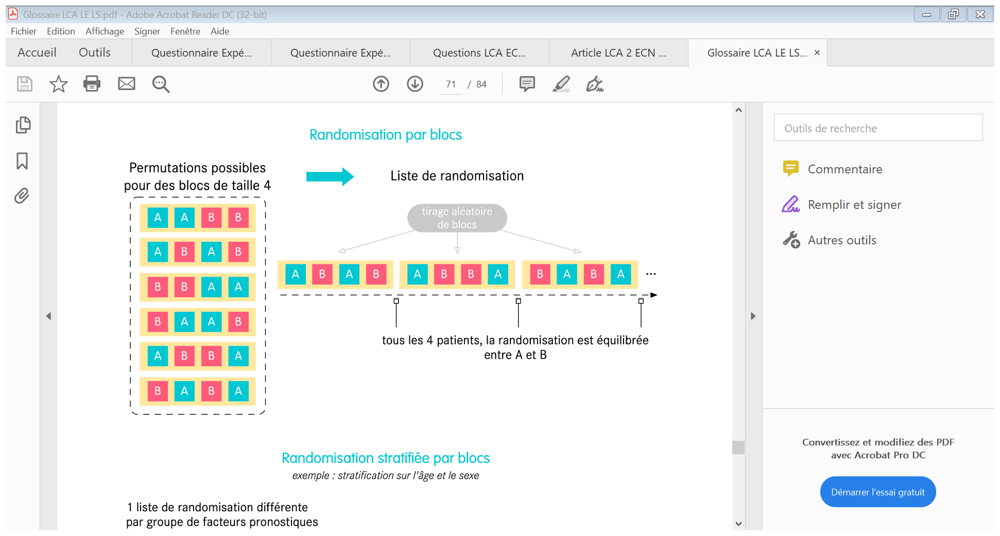 Glossaire LCA LE LS.pdf - Adobe Acrobat Reader DC (32-bit)
Fichier Edition Affichage Signer Fenêtre Aide
Accueil Outils Questionnaire Expé... Questionnaire Expé... Questions LCA EC... Article LCA 2 ECN ... Glossaire LCA LE LS... ×
71 / 84
Randomisation par blocs
Permutations possibles
pour des blocs de taille 4
Liste de randomisation
A A B B
A B A B
B B A A
B A A B
A B B A
B A B A
tirage aléatoire
de blocs
A B A B A B B A B A B A ...
tous les 4 patients, la randomisation est équilibrée
entre A et B
Randomisation stratifiée par blocs
exemple : stratification sur l'âge et le sexe
1 liste de randomisation différente
par groupe de facteurs pronostiques
Outils de recherche
Commentaire
Remplir et signer
Autres outils
Convertissez et modifiez des PDF
avec Acrobat Pro DC
Démarrer l'essai gratuit